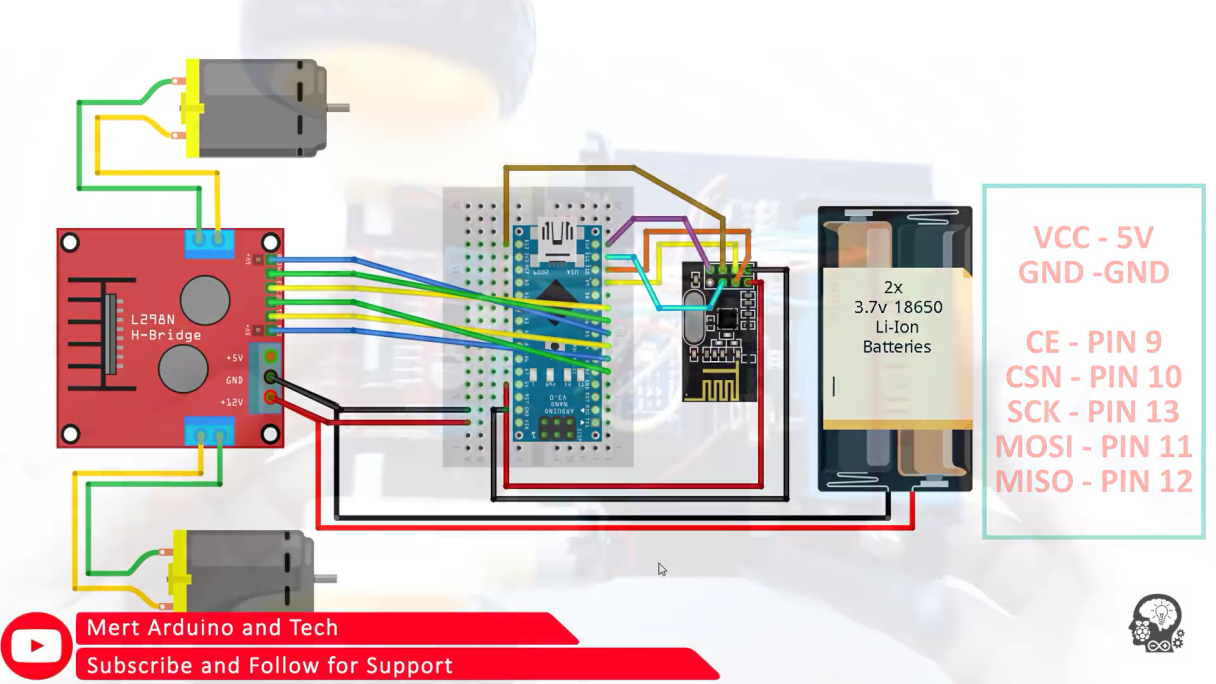 L298N
H-Bridge
+5V
GND
+12V
2x
3.7v 18650
Li-Ion
Batteries
VCC - 5V
GND -GND
CE - PIN 9
CSN - PIN 10
SCK - PIN 13
MOSI - PIN 11
MISO - PIN 12
Mert Arduino and Tech
Subscribe and Follow for Support